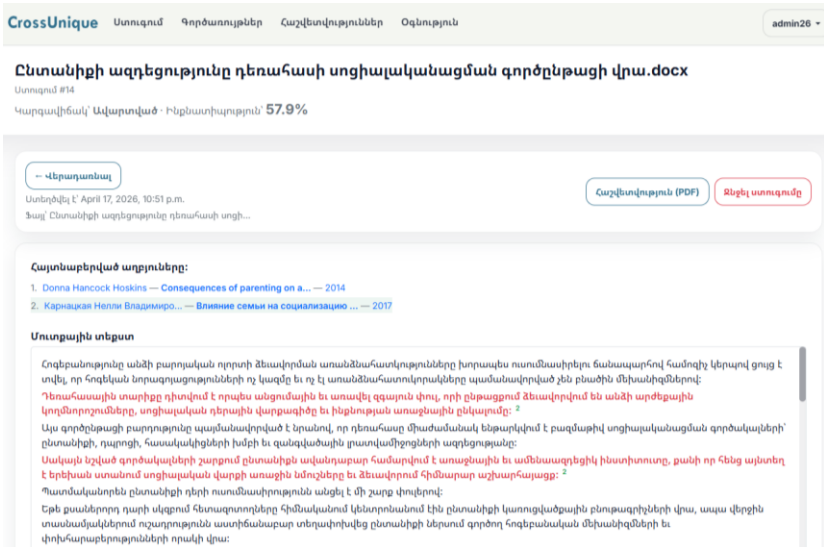 CrossUnique Ստուգում Գործառույթներ Հաշվետվություններ Օգնություն admin26
Ընտանիքի ազդեցությունը դեռահասի սոցիալականացման գործընթացի վրա.docx
Ստուգում #14
Կարգավիճակ՝ Ավարտված · Ինքնատիպություն՝ 57.9%
← Վերադառնալ
Ստեղծվել է՝ April 17, 2026, 10:51 p.m.
Ֆայլ՝ Ընտանիքի ազդեցությունը դեռահասի սոցի...
Հաշվետվություն (PDF) Ջնջել ստուգումը
Հայտնաբերված աղբյուները:
1. Donna Hancock Hoskins — Consequences of parenting on a... — 2014
2. Карнацкая Нелли Владимиро... — Влияние семьи на социализацию ... — 2017
Մուտքային տեքստ
Հոգեբանությունը անձի բարոյական ոլորտի ձեւավորման առանձնահատկությունները խորապես ուսումնասիրելու ճանապարհով համոզիչ կերպով ցույց է
տվել, որ հոգեկան նորագոյացությունների ոչ կազմը եւ ոչ էլ առանձնահատուկորակները պամանավորված չեն բնածին մեխանիզմներով:
Դեռահասային տարիքը դիտվում է որպես անցումային եւ առավել զգայուն փուլ, որի ընթացքում ձեւավորվում են անձի արժեքային
կողմնորոշումները, սոցիալական դերային վարքագիծը եւ ինքնության առաջնային ընկալումը: 2
Այս գործընթացի բարդությունը պայմանավորված է նրանով, որ դեռահասը միաժամանակ ենթարկվում է բազմաթիվ սոցիալականացման գործակալների՝
ընտանիքի, դպրոցի, հասակակիցների խմբի եւ զանգվածային լրատվամիջոցների ազդեցությանը:
Սակայն նշված գործակալների շարքում ընտանիքն ավանդաբար համարվում է առաջնային եւ ամենաազդեցիկ ինստիտուտը, քանի որ հենց այնտեղ
է երեխան ստանում սոցիալական վարքի առաջին նմուշները եւ ձեւավորում հիմնարար աշխարհայացք: 2
Պատմականորեն ընտանիքի դերի ուսումնասիրությունն անցել է մի շարք փուլերով:
Եթե քսաներորդ դարի սկզբում հետազոտողները հիմնականում կենտրոնանում էին ընտանիքի կառուցվածքային բնութագրիչների վրա, ապա վերջին
տասնամյակներում ուշադրությունն աստիճանաբար տեղափոխվեց ընտանիքի ներսում գործող հոգեբանական մեխանիզմների եւ
փոխհարաբերությունների որակի վրա: